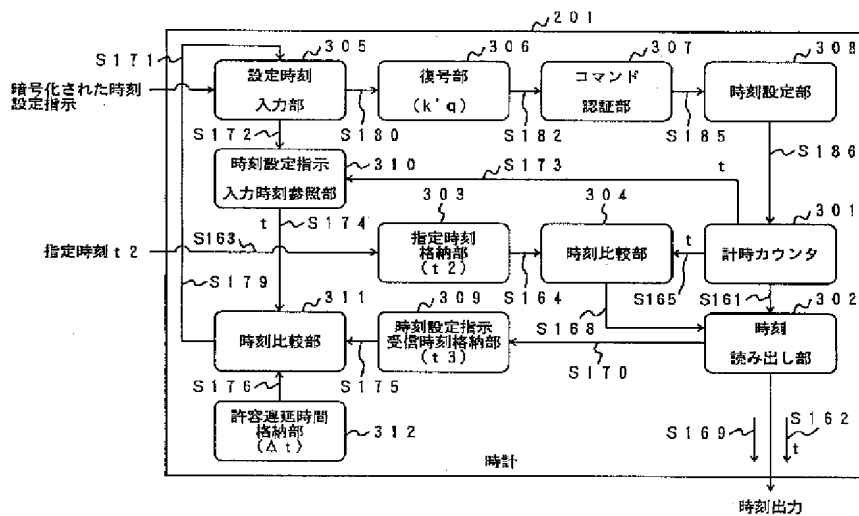 201
S171
305
306
307
308
暗号化された時刻
設定指示
設定時刻
入力部
復号部
(k'q)
コマンド
認証部
時刻設定部
S172
S180
S182
S185
S186
時刻設定指示
入力時刻参照部
310
S173
t
303
304
301
t
S174
指定時刻t2
S163
指定時刻
格納部
(t2)
時刻比較部
t
計時カウンタ
S179
S164
S165
S161
311
309
302
時刻比較部
時刻設定指示
受信時刻格納部
(t3)
S168
時刻
読み出し部
S176
S175
S170
許容遅延時間
格納部
(Δt)
312
S169
S162
t
時計
時刻出力